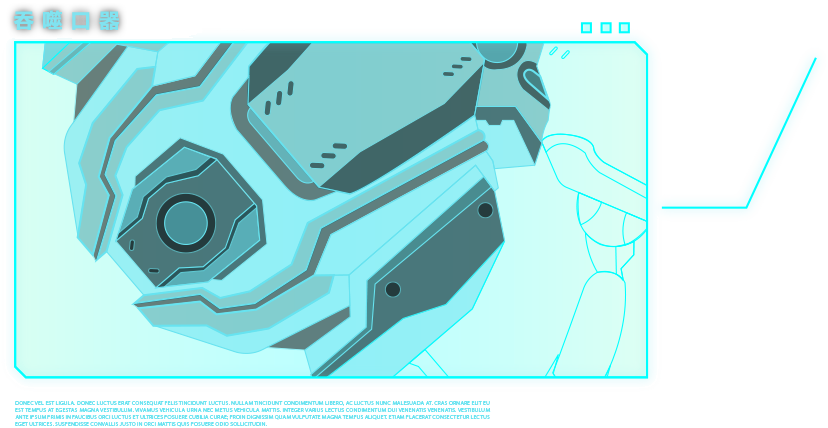 吞噬口器
DONEC VEL EST LIGULA. DONEC LUCTUS ERAT CONSEQUAT FELIS TINCIDUNT LUCTUS. NULLAM TINCIDUNT CONDIMENTUM LIBERO, AC LUCTUS NUNC MALESUADA AT. CRAS ORNARE ELIT EU
EST TEMPUS AT EGESTAS MAGNA VESTIBULUM. VIVAMUS VEHICULA URNA NEC METUS VEHICULA MATTIS. INTEGER VARIUS LECTUS CONDIMENTUM DUI VENENATIS VENENATIS. VESTIBULUM
ANTE IPSUM PRIMIS IN FAUCIBUS ORCI LUCTUS ET ULTRICES POSUERE CUBILIA CURAE; PROIN DIGNISSIM QUAM VULPUTATE MAGNA TEMPUS ALIQUET. ETIAM PLACERAT CONSECTETUR LECTUS
EGET ULTRICES. SUSPENDISSE CONVALLIS JUSTO IN ORCI MATTIS QUIS POSUERE ODIO SOLLICITUDIN.